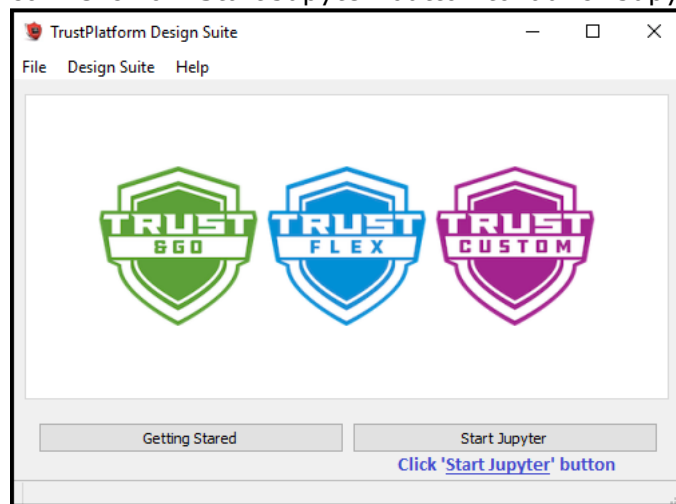 TrustPlatform Design Suite
File Design Suite Help
TRUST &GO
TRUST FLEX
TRUST CUSTOM
Getting Stared
Start Jupyter
Click 'Start Jupyter' button